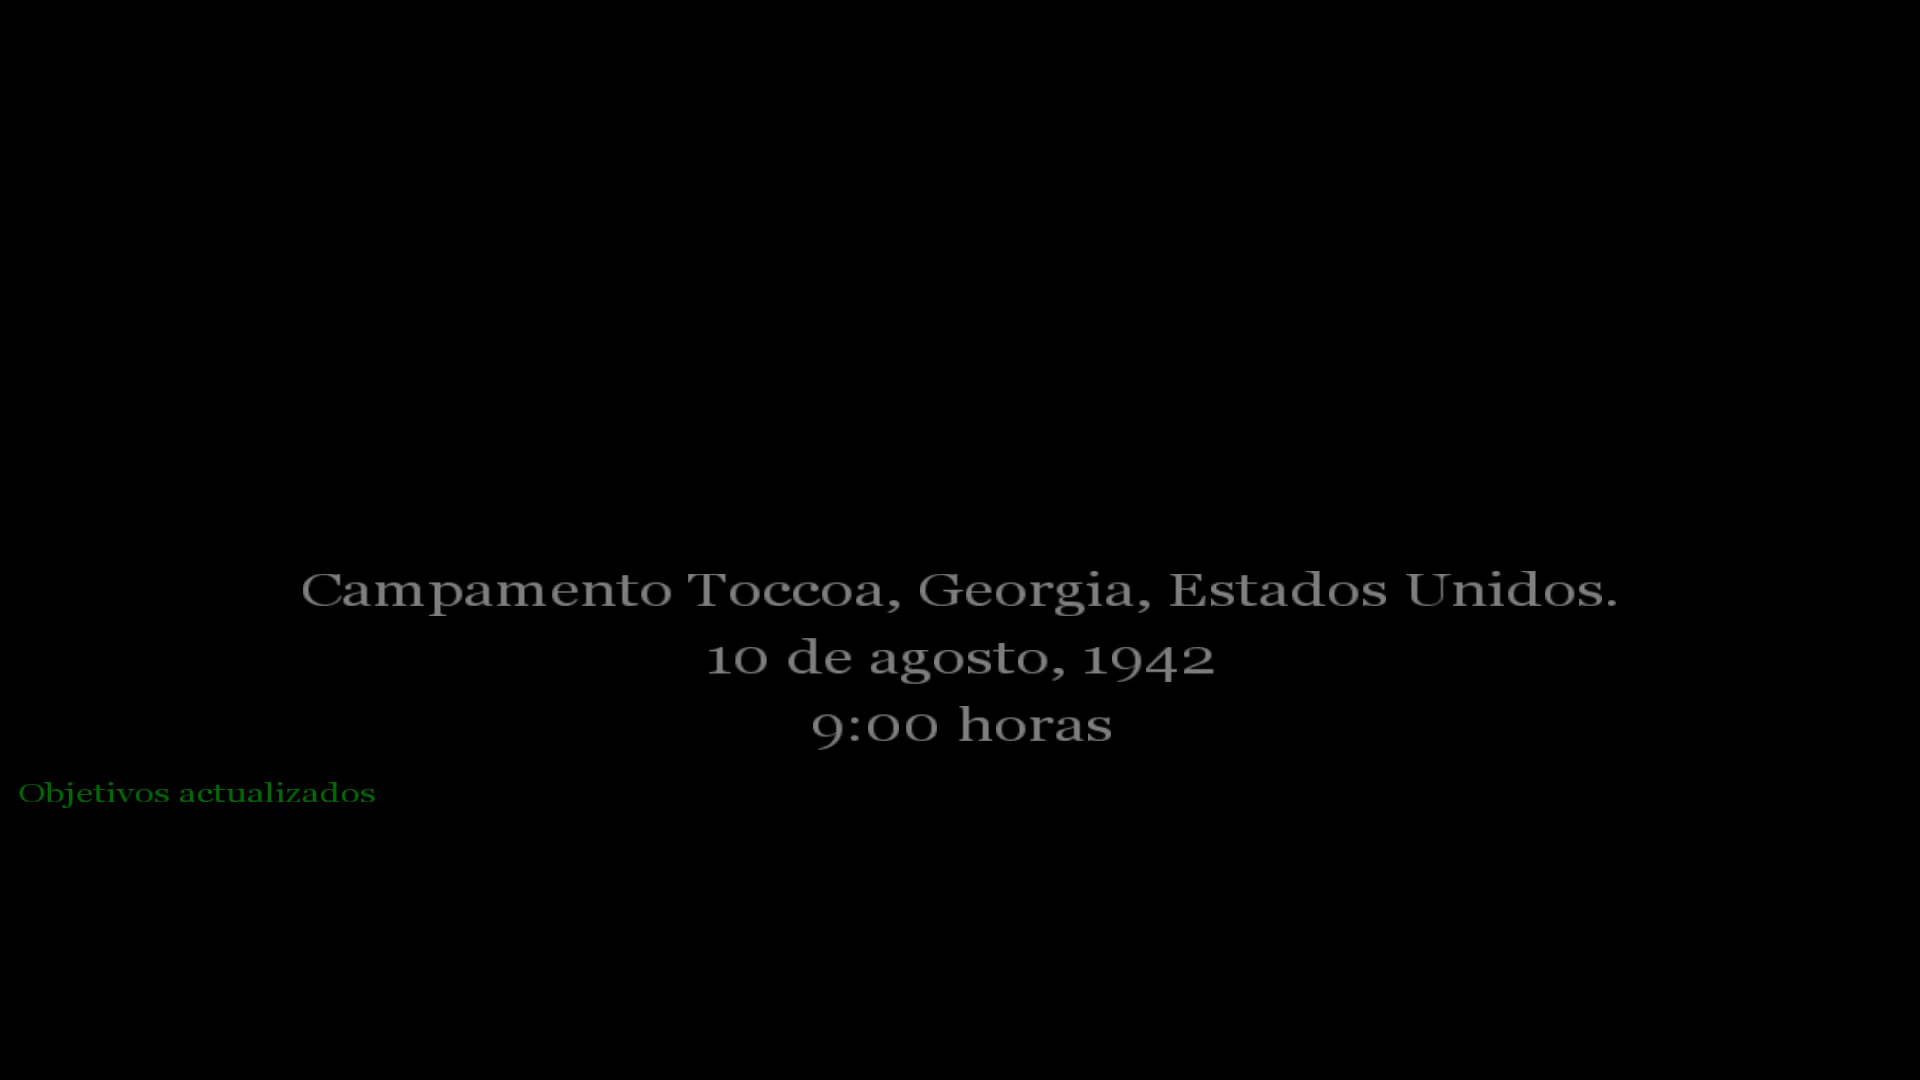 Campamento Toccoa, Georgia, Estados Unidos.
10 de agosto, 1942
9:00 horas
Objetivos actualizados